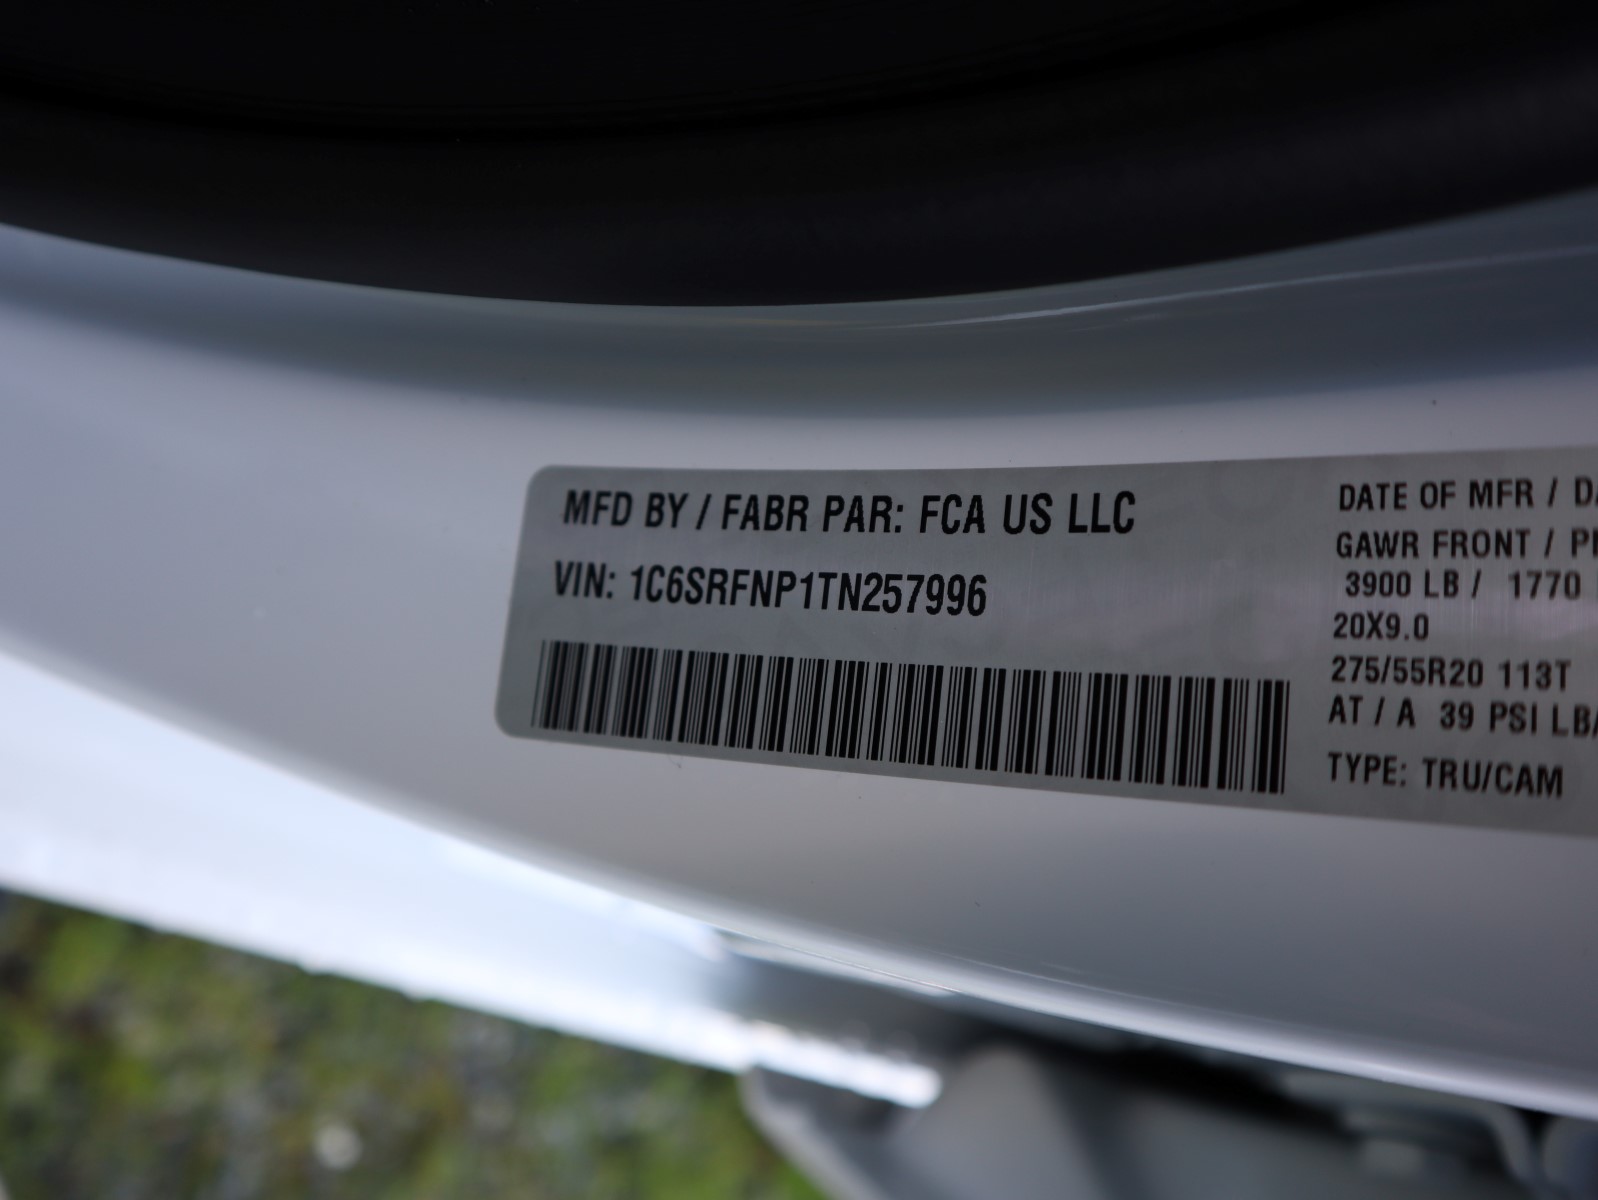 MFD BY / FABR PAR: FCA US LLC
VIN: 1C6SRFNP1TN257996
DATE OF MFR /
GAWR FRONT /
3900 LB / 1770
20X9.0
275/55R20 113T
AT / A 39 PSI
TYPE: TRU/CAM